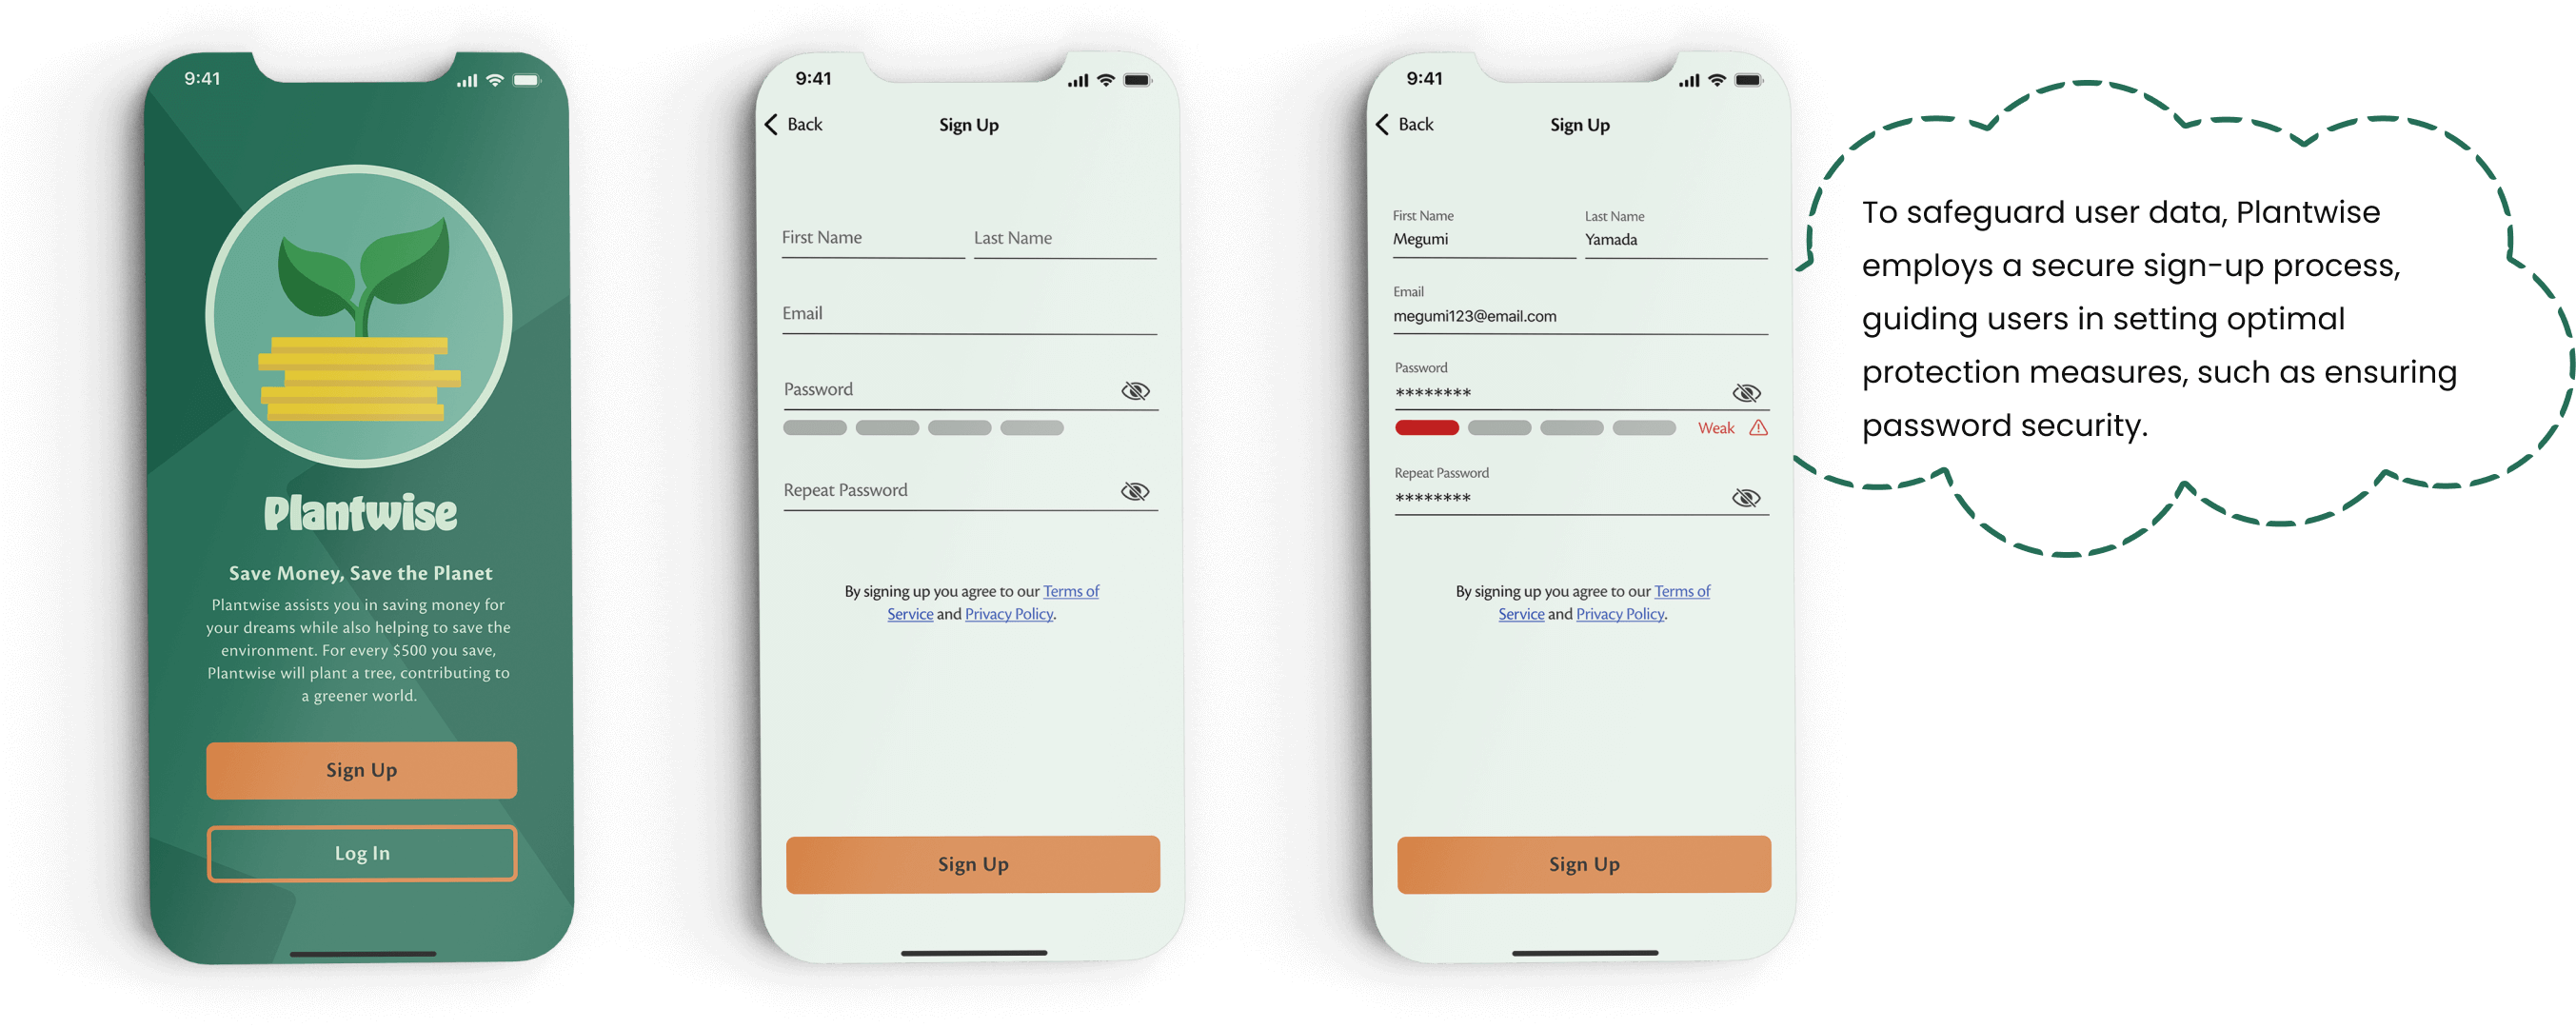 9:41
Plantwise
Save Money, Save the Planet
Plantwise assists you in saving money for
your dreams while also helping to save the
environment. For every $500 you save,
Plantwise will plant a tree, contributing to
a greener world.
Sign Up
Log In
9:41
Back
Sign Up
First Name
Last Name
Email
Password
Repeat Password
By signing up you agree to our Terms of
Service and Privacy Policy.
Sign Up
9:41
Back
Sign Up
First Name
Last Name
Megumi
Yamada
Email
megumi123@email.com
Password
********
Weak
Repeat Password
********
By signing up you agree to our Terms of
Service and Privacy Policy.
Sign Up
To safeguard user data, Plantwise
employs a secure sign-up process,
guiding users in setting optimal
protection measures, such as ensuring
password security.